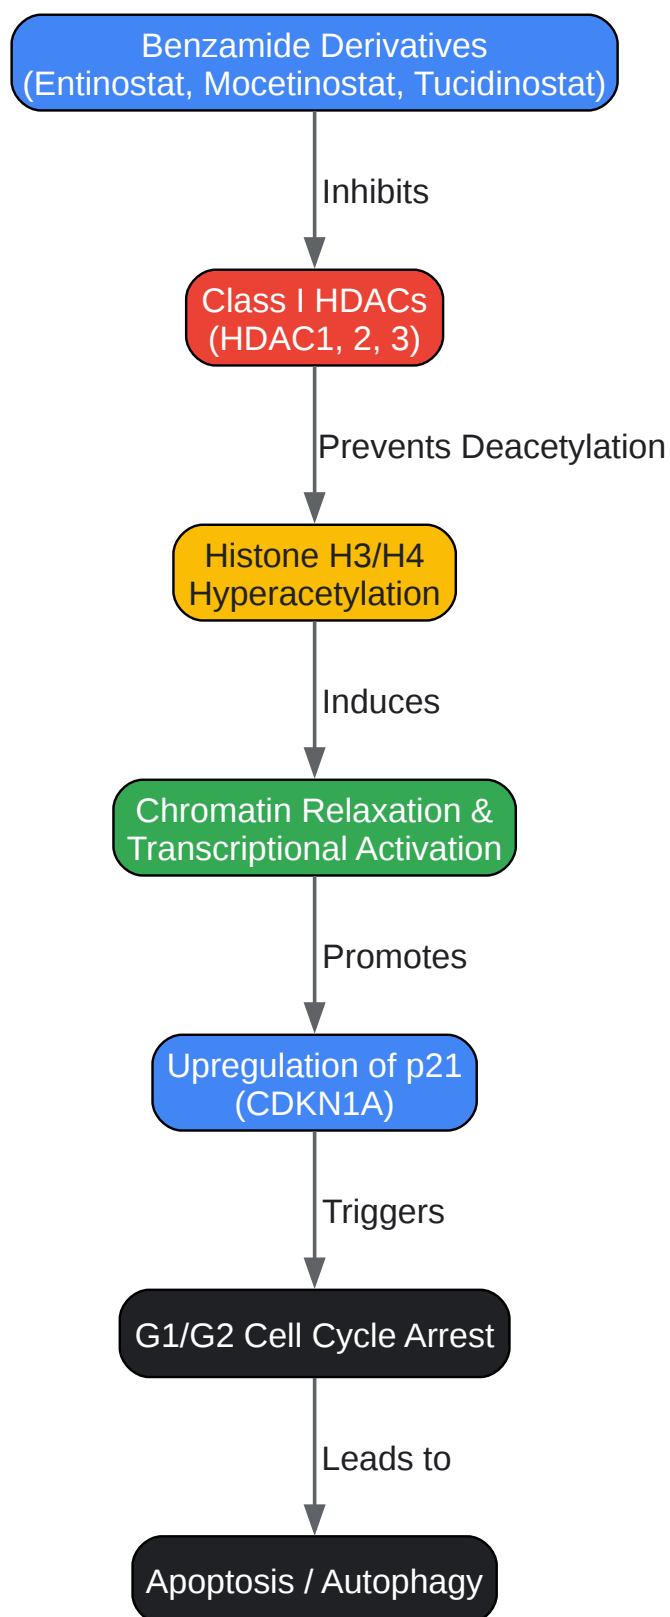 Benzamide Derivatives
(Entinostat, Mocetinostat, Tucidinostat)
Inhibits
Class I HDACs
(HDAC1, 2, 3)
Prevents Deacetylation
Histone H3/H4
Hyperacetylation
Induces
Chromatin Relaxation &
Transcriptional Activation
Promotes
Upregulation of p21
(CDKN1A)
Triggers
G1/G2 Cell Cycle Arrest
Leads to
Apoptosis / Autophagy